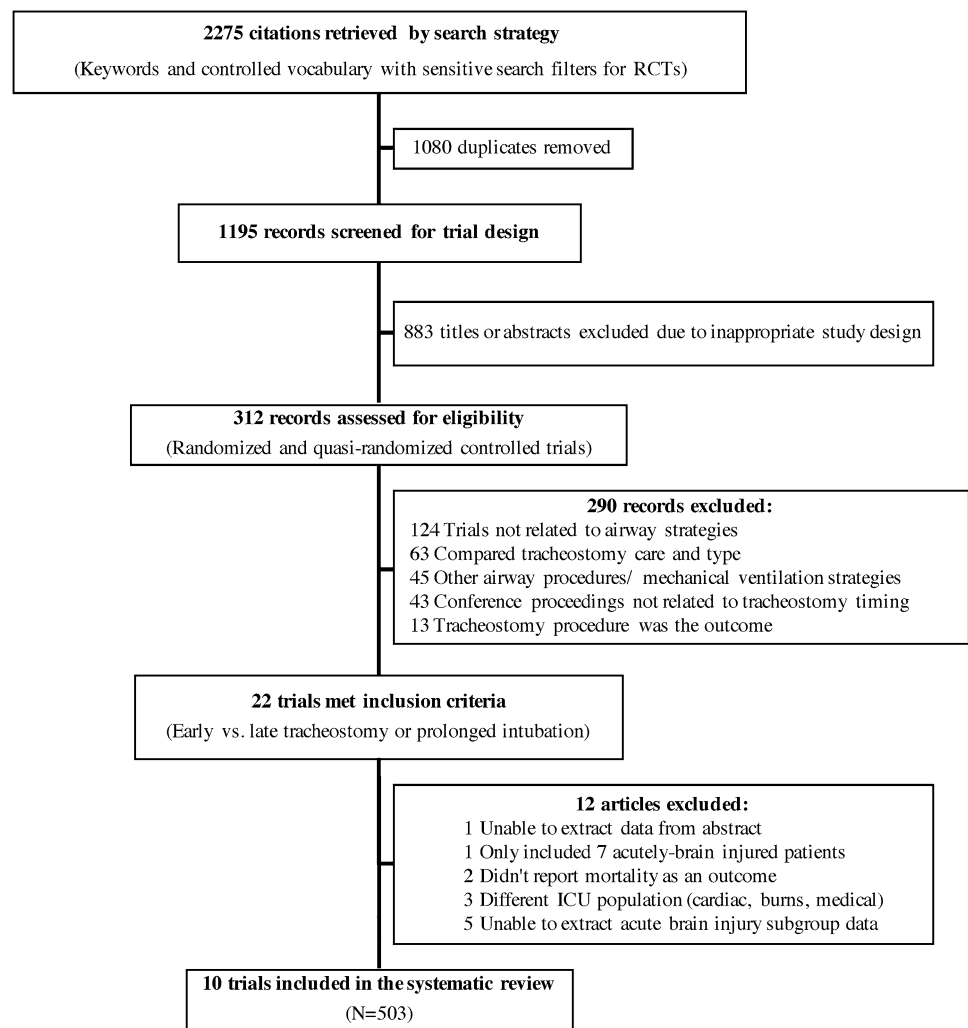 2275 citations retrieved by search strategy
(Keywords and controlled vocabulary with sensitive search filters for RCTs)
1080 duplicates removed
1195 records screened for trial design
883 titles or abstracts excluded due to inappropriate study design
312 records assessed for eligibility
(Randomized and quasi-randomized controlled trials)
290 records excluded:
124 Trials not related to airway strategies
63 Compared tracheostomy care and type
45 Other airway procedures/ mechanical ventilation strategies
43 Conference proceedings not related to tracheostomy timing
13 Tracheostomy procedure was the outcome
22 trials met inclusion criteria
(Early vs. late tracheostomy or prolonged intubation)
12 articles excluded:
1 Unable to extract data from abstract
1 Only included 7 acutely-brain injured patients
2 Didn't report mortality as an outcome
3 Different ICU population (cardiac, burns, medical)
5 Unable to extract acute brain injury subgroup data
10 trials included in the systematic review
(N=503)